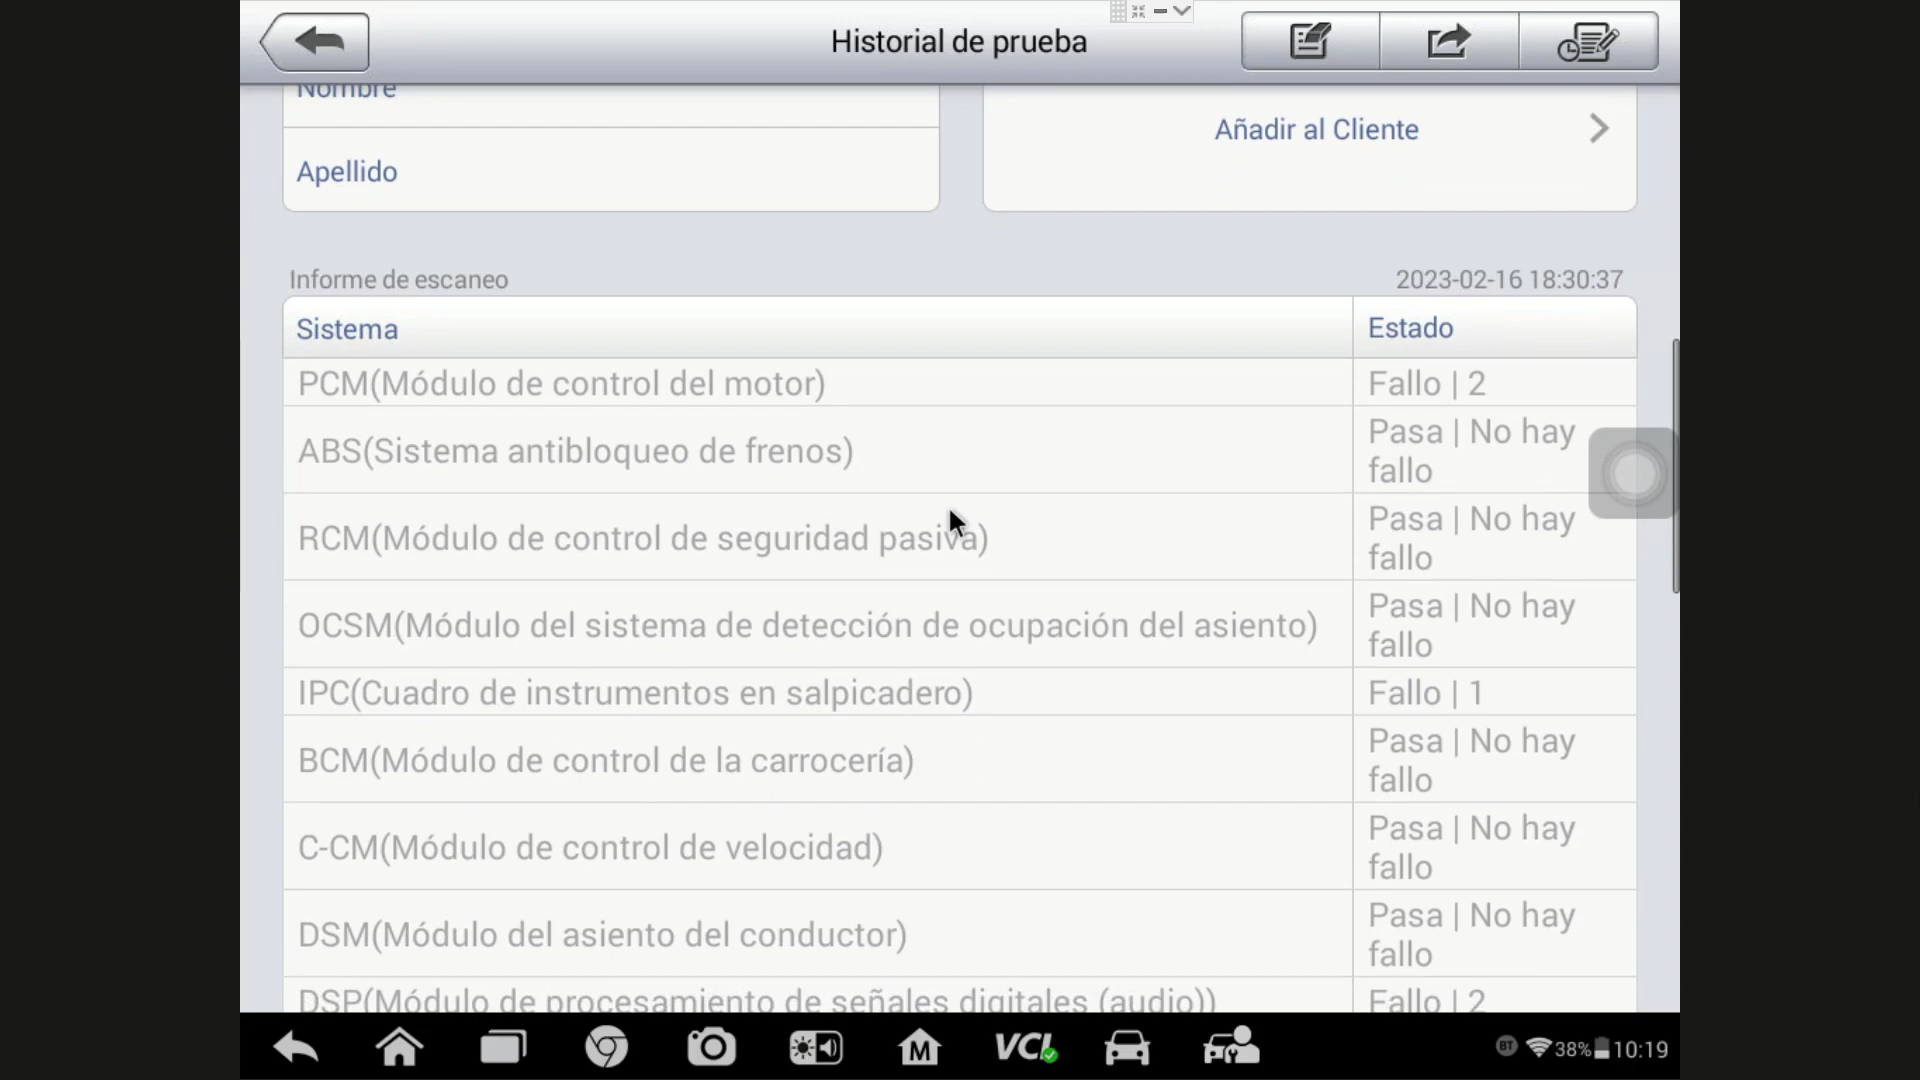 Historial de prueba
Nombre
Añadir al Cliente
Apellido
Informe de escaneo
2023-02-16 18:30:37
Sistema
Estado
PCM(Módulo de control del motor)
Fallo | 2
ABS(Sistema antibloqueo de frenos)
Pasa | No hay
fallo
RCM(Módulo de control de seguridad pasiva)
Pasa | No hay
fallo
OCSM(Módulo del sistema de detección de ocupación del asiento)
Pasa | No hay
fallo
IPC(Cuadro de instrumentos en salpicadero)
Fallo | 1
BCM(Módulo de control de la carrocería)
Pasa | No hay
fallo
C-CM(Módulo de control de velocidad)
Pasa | No hay
fallo
DSM(Módulo del asiento del conductor)
Pasa | No hay
fallo
DSP(Módulo de procesamiento de señales digitales (audio))
Fallo | 2
M
VCI
BT
38%
10:19